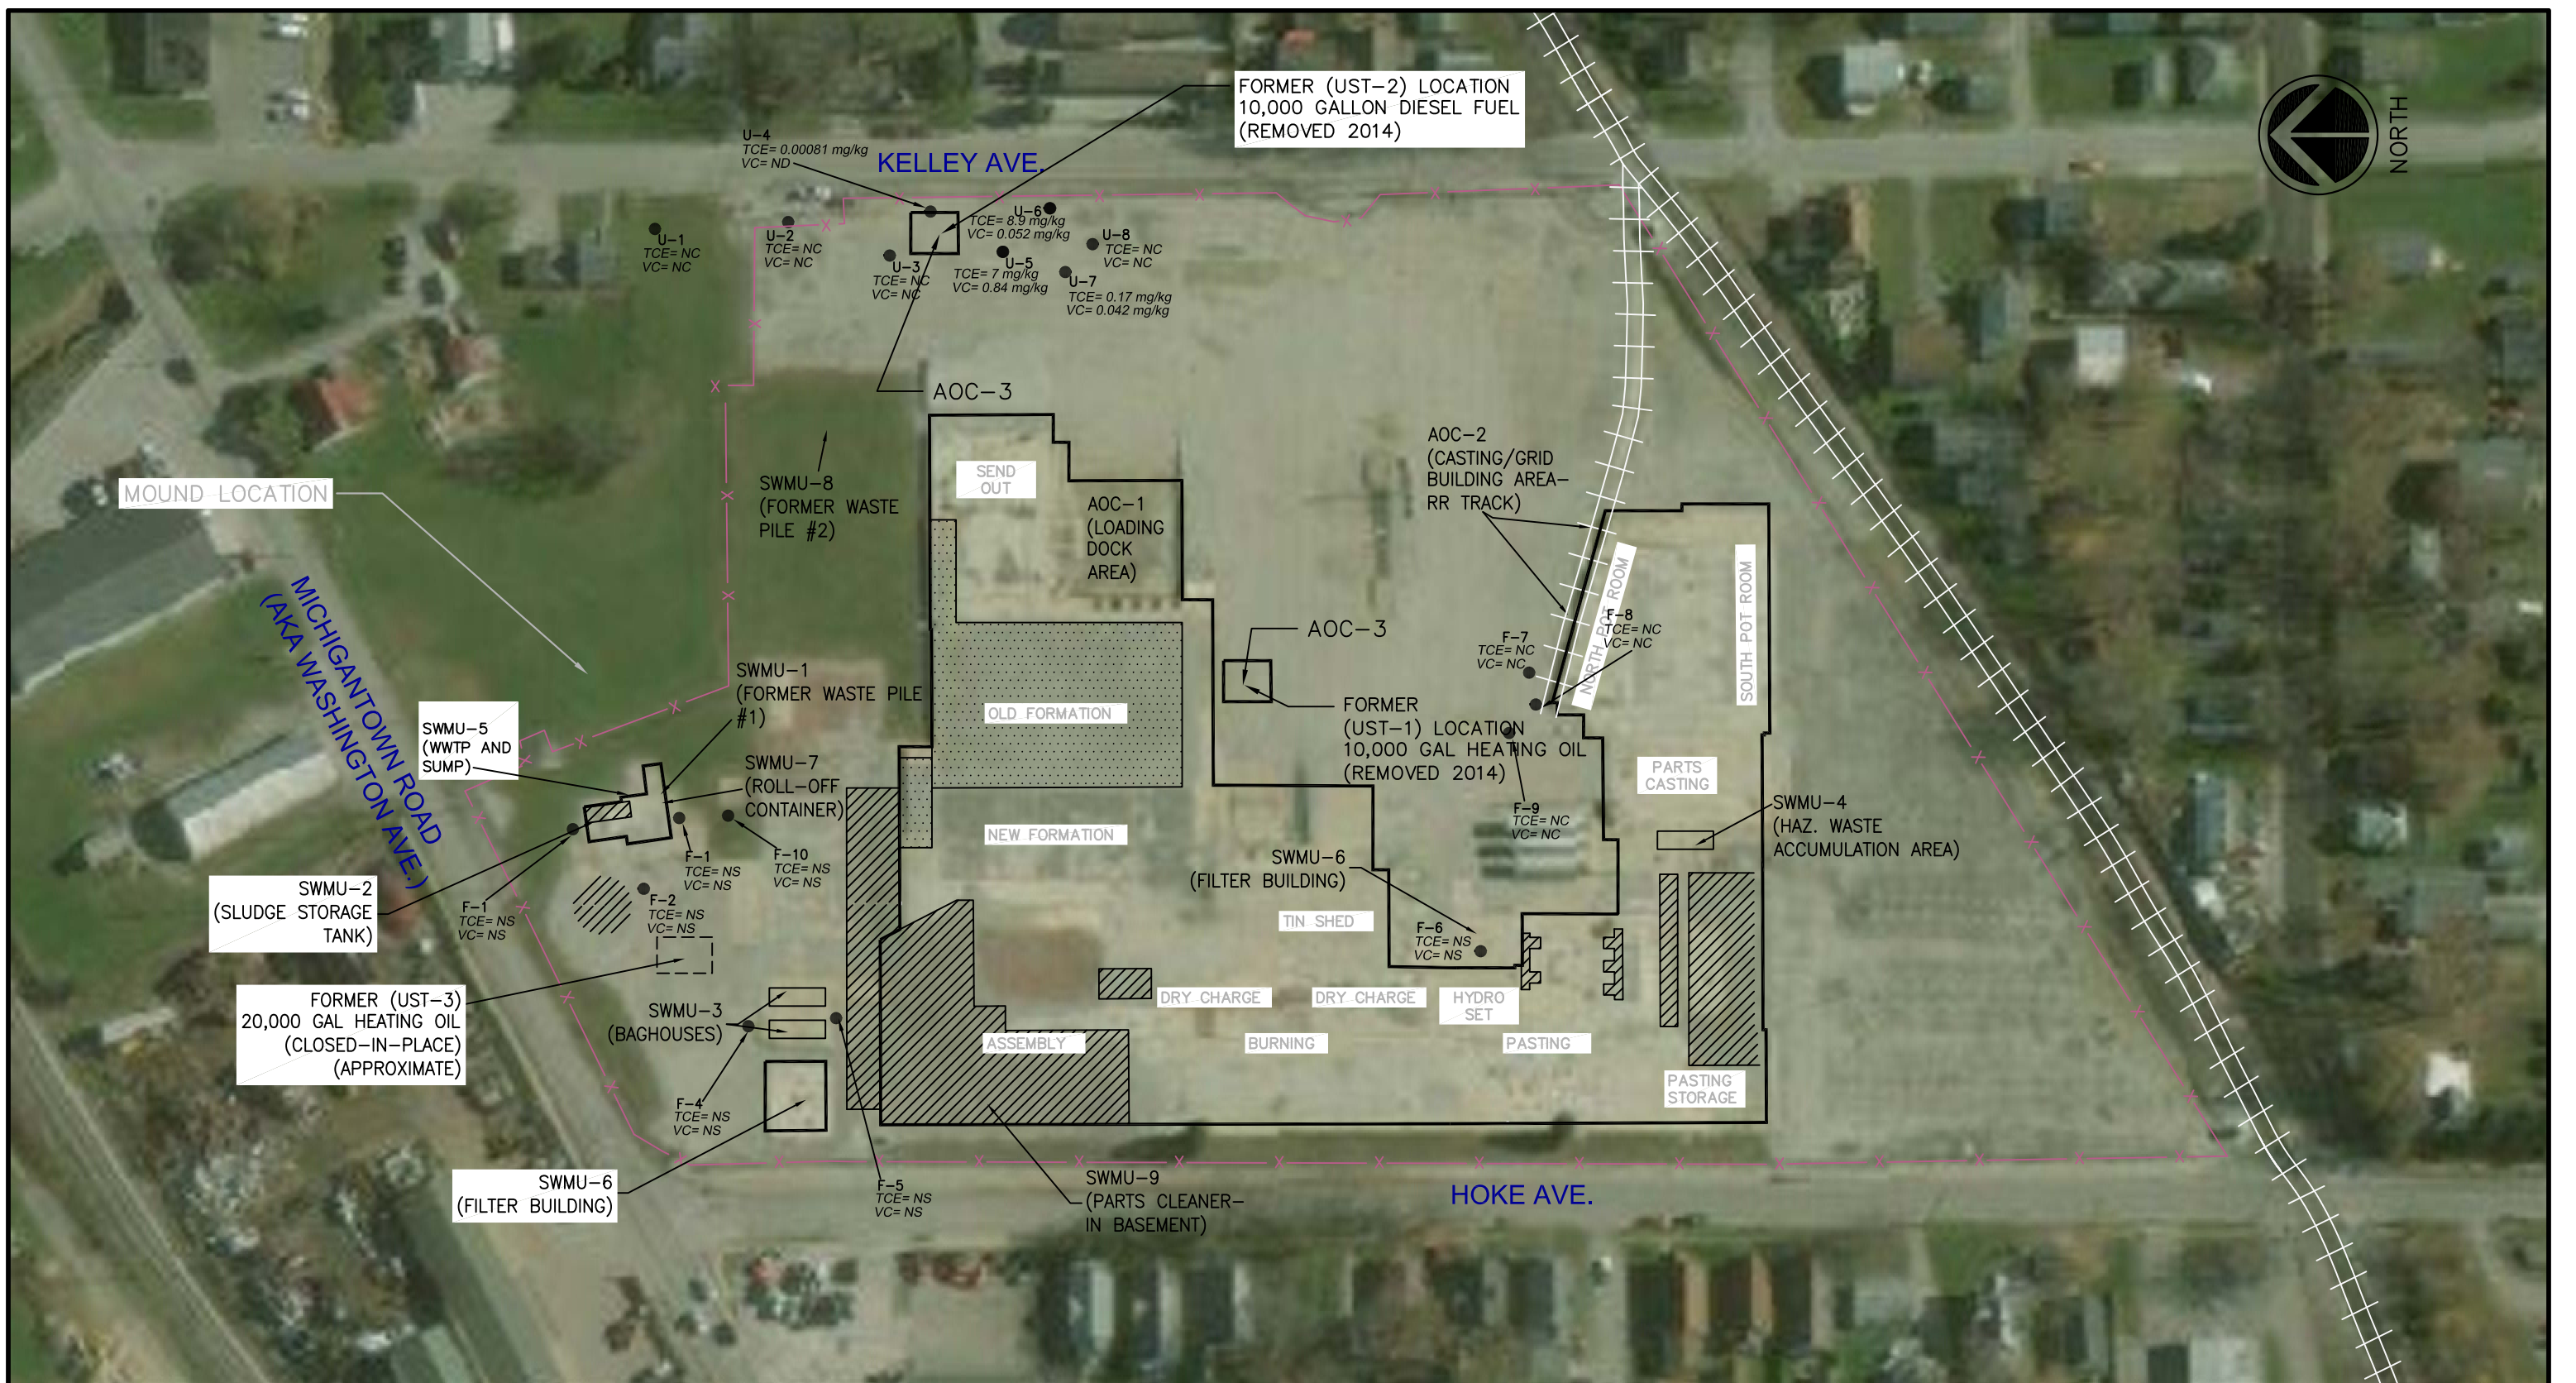 FORMER (UST-2) LOCATION
10,000 GALLON DIESEL FUEL
(REMOVED 2014)
NORTH
U-4
TCE= 0.00081 mg/kg
VC= ND
KELLEY AVE.
U-1
TCE= NC
VC= NC
U-2
TCE= NC
VC= NC
U-3
TCE= NC
VC= NC
U-6
TCE= 8.9 mg/kg
VC= 0.052 mg/kg
U-5
TCE= 7 mg/kg
VC= 0.84 mg/kg
U-8
TCE= NC
VC= NC
U-7
TCE= 0.17 mg/kg
VC= 0.042 mg/kg
AOC-3
MOUND LOCATION
SWMU-8
(FORMER WASTE
PILE #2)
SEND
OUT
AOC-1
(LOADING
DOCK
AREA)
AOC-2
(CASTING/GRID
BUILDING AREA-
RR TRACK)
NORTH POT ROOM
SOUTH POT ROOM
MICHIGANTOWN ROAD
(AKA WASHINGTON AVE.)
AOC-3
F-7
TCE= NC
VC= NC
F-8
TCE= NC
VC= NC
SWMU-1
(FORMER WASTE PILE
#1)
OLD FORMATION
FORMER
(UST-1) LOCATION
10,000 GAL HEATING OIL
(REMOVED 2014)
SWMU-5
(WWTP AND
SUMP)
SWMU-7
(ROLL-OFF
CONTAINER)
PARTS
CASTING
NEW FORMATION
F-9
TCE= NC
VC= NC
SWMU-4
(HAZ. WASTE
ACCUMULATION AREA)
F-1
TCE= NS
VC= NS
F-10
TCE= NS
VC= NS
SWMU-6
(FILTER BUILDING)
SWMU-2
(SLUDGE STORAGE
TANK)
F-1
TCE= NS
VC= NS
F-2
TCE= NS
VC= NS
TIN SHED
F-6
TCE= NS
VC= NS
FORMER (UST-3)
20,000 GAL HEATING OIL
(CLOSED-IN-PLACE)
(APPROXIMATE)
SWMU-3
(BAGHOUSES)
DRY CHARGE
DRY CHARGE
HYDRO
SET
ASSEMBLY
BURNING
PASTING
PASTING
STORAGE
F-4
TCE= NS
VC= NS
SWMU-6
(FILTER BUILDING)
F-5
TCE= NS
VC= NS
SWMU-9
(PARTS CLEANER-
IN BASEMENT)
HOKE AVE.